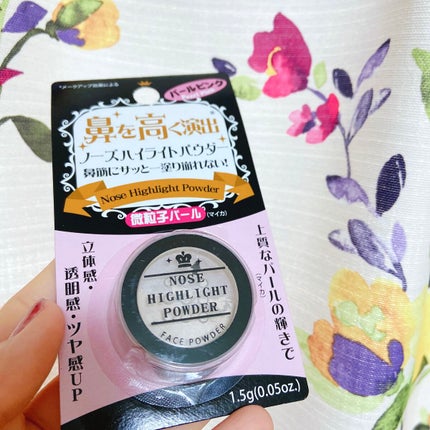 *メークアップ効果による
パールピンク
鼻を高く演出
ノーズハイライトパウダー
鼻筋にサッと一塗り崩れない!
Nose Highlight Powder
微粒子パール(マイカ)
上質なパールの輝きで
(マイカ)
立体感・
透明感・ツヤ感UP
NOSE
HIGHLIGHT
POWDER
FACE POWDER
1.5g(0.05oz.)